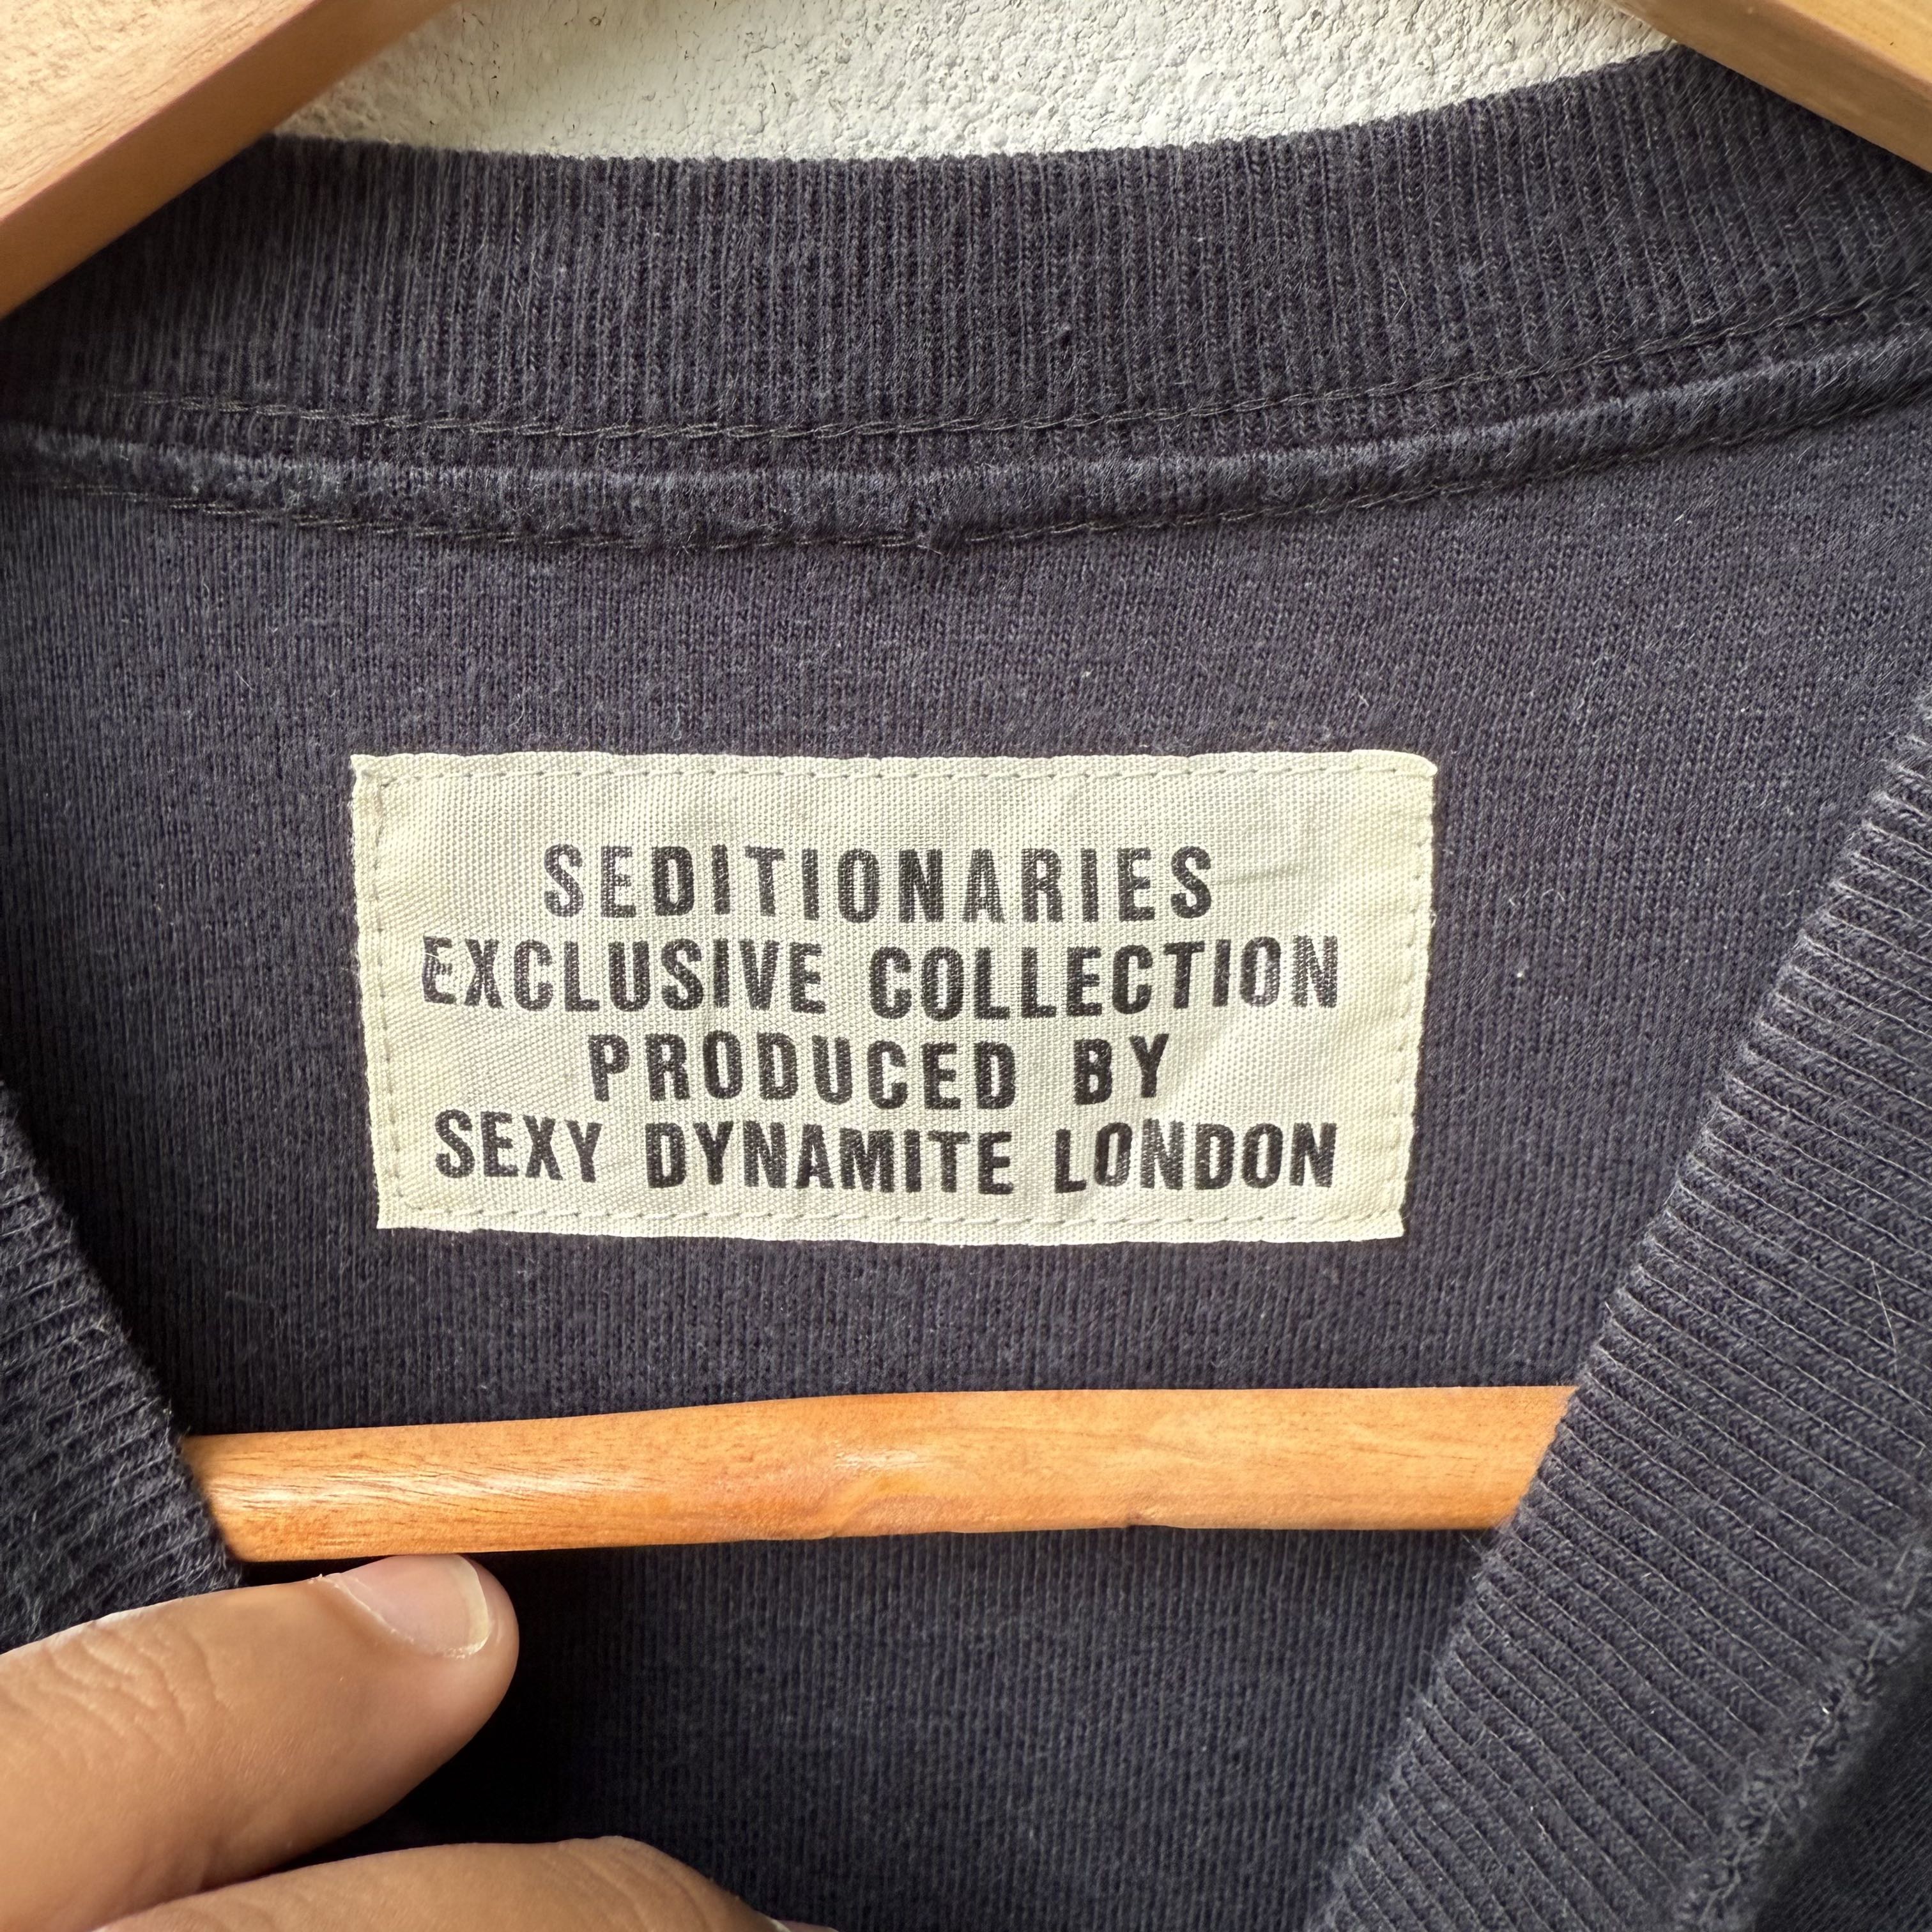 SEDITIONARIES
EXCLUSIVE COLLECTION
PRODUCED BY
SEXY DYNAMITE LONDON